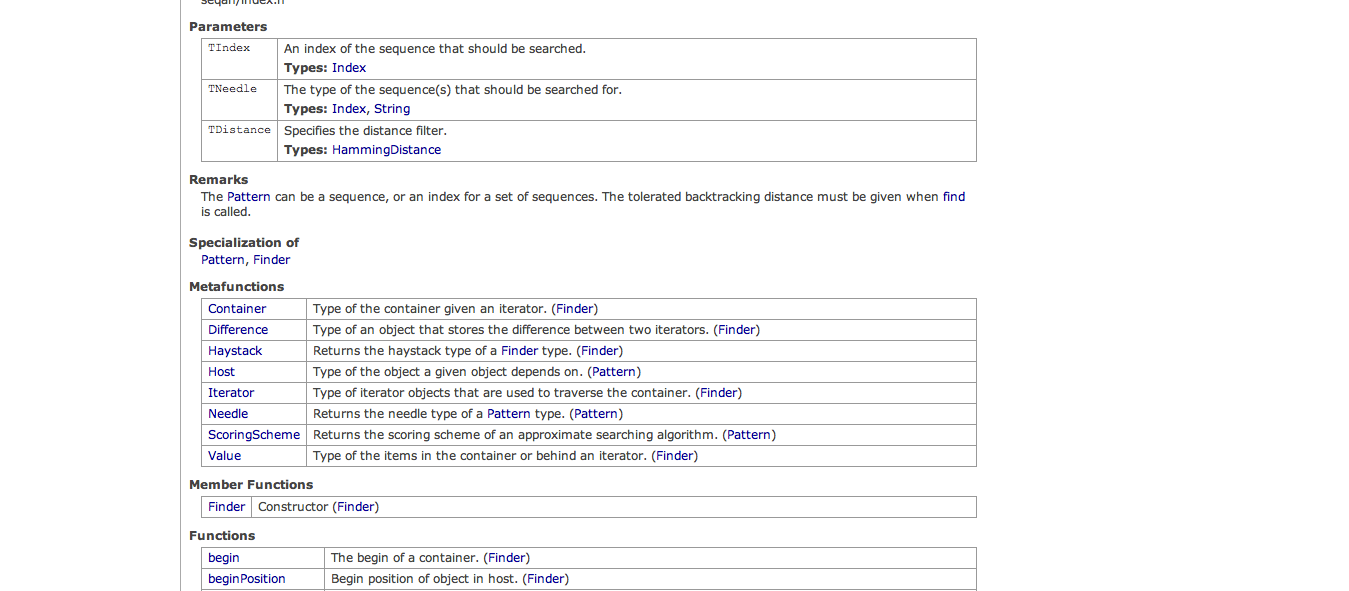 seqan/index.h
Parameters
TIndex An index of the sequence that should be searched.
Types: Index
TNeedle The type of the sequence(s) that should be searched for.
Types: Index, String
TDistance Specifies the distance filter.
Types: HammingDistance
Remarks
The Pattern can be a sequence, or an index for a set of sequences. The tolerated backtracking distance must be given when find
is called.
Specialization of
Pattern, Finder
Metafunctions
Container Type of the container given an iterator. (Finder)
Difference Type of an object that stores the difference between two iterators. (Finder)
Haystack Returns the haystack type of a Finder type. (Finder)
Host Type of the object a given object depends on. (Pattern)
Iterator Type of iterator objects that are used to traverse the container. (Finder)
Needle Returns the needle type of a Pattern type. (Pattern)
ScoringScheme Returns the scoring scheme of an approximate searching algorithm. (Pattern)
Value Type of the items in the container or behind an iterator. (Finder)
Member Functions
Finder Constructor (Finder)
Functions
begin The begin of a container. (Finder)
beginPosition Begin position of object in host. (Finder)